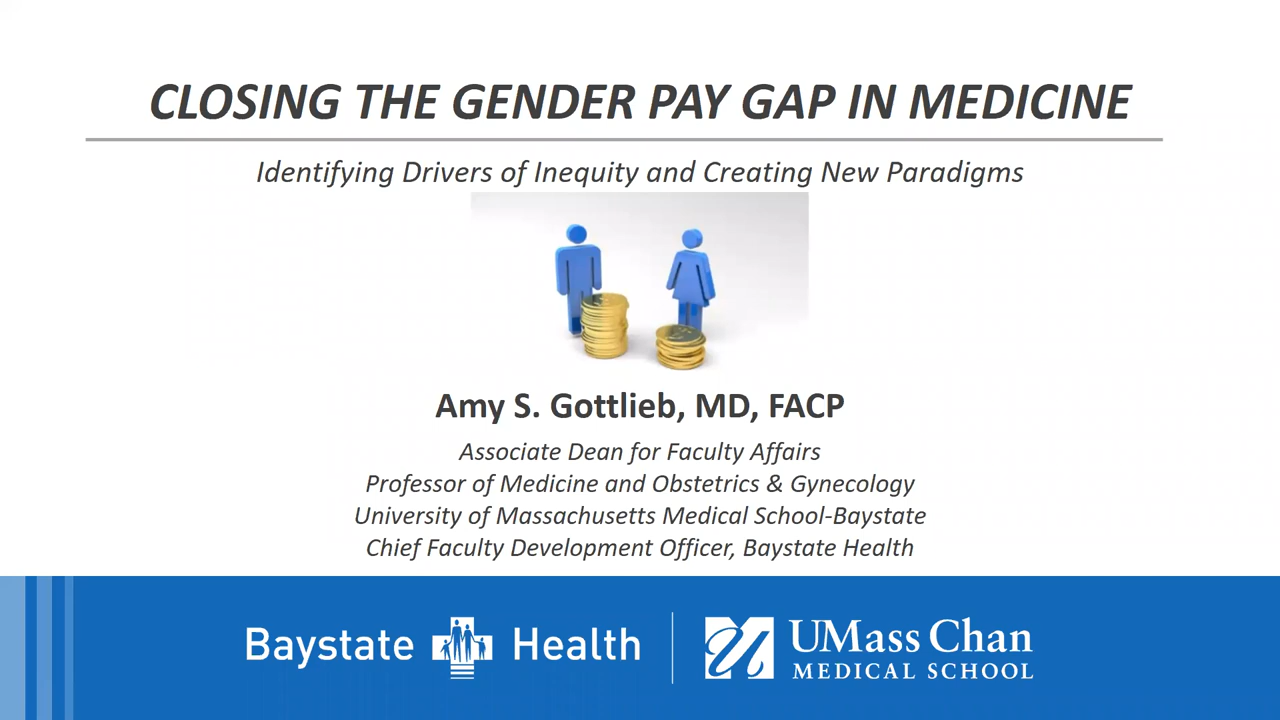 CLOSING THE GENDER PAY GAP IN MEDICINE
Identifying Drivers of Inequity and Creating New Paradigms
Amy S. Gottlieb, MD, FACP
Associate Dean for Faculty Affairs
Professor of Medicine and Obstetrics & Gynecology
University of Massachusetts Medical School-Baystate
Chief Faculty Development Officer, Baystate Health
Baystate Health
UMass Chan
MEDICAL SCHOOL